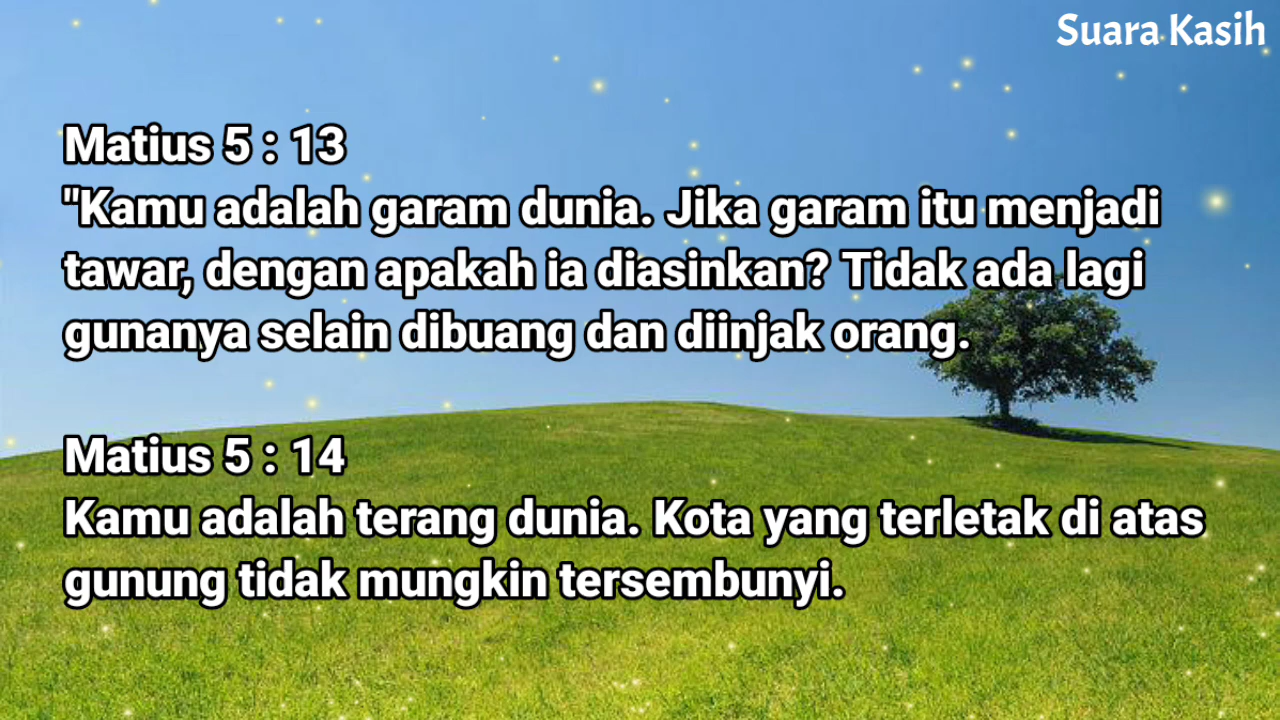 Suara Kasih
Matius 5 : 13
"Kamu adalah garam dunia. Jika garam itu menjadi
tawar, dengan apakah ia diasinkan? Tidak ada lagi
gunanya selain dibuang dan diinjak orang.
Matius 5 : 14
Kamu adalah terang dunia. Kota yang terletak di atas
gunung tidak mungkin tersembunyi.